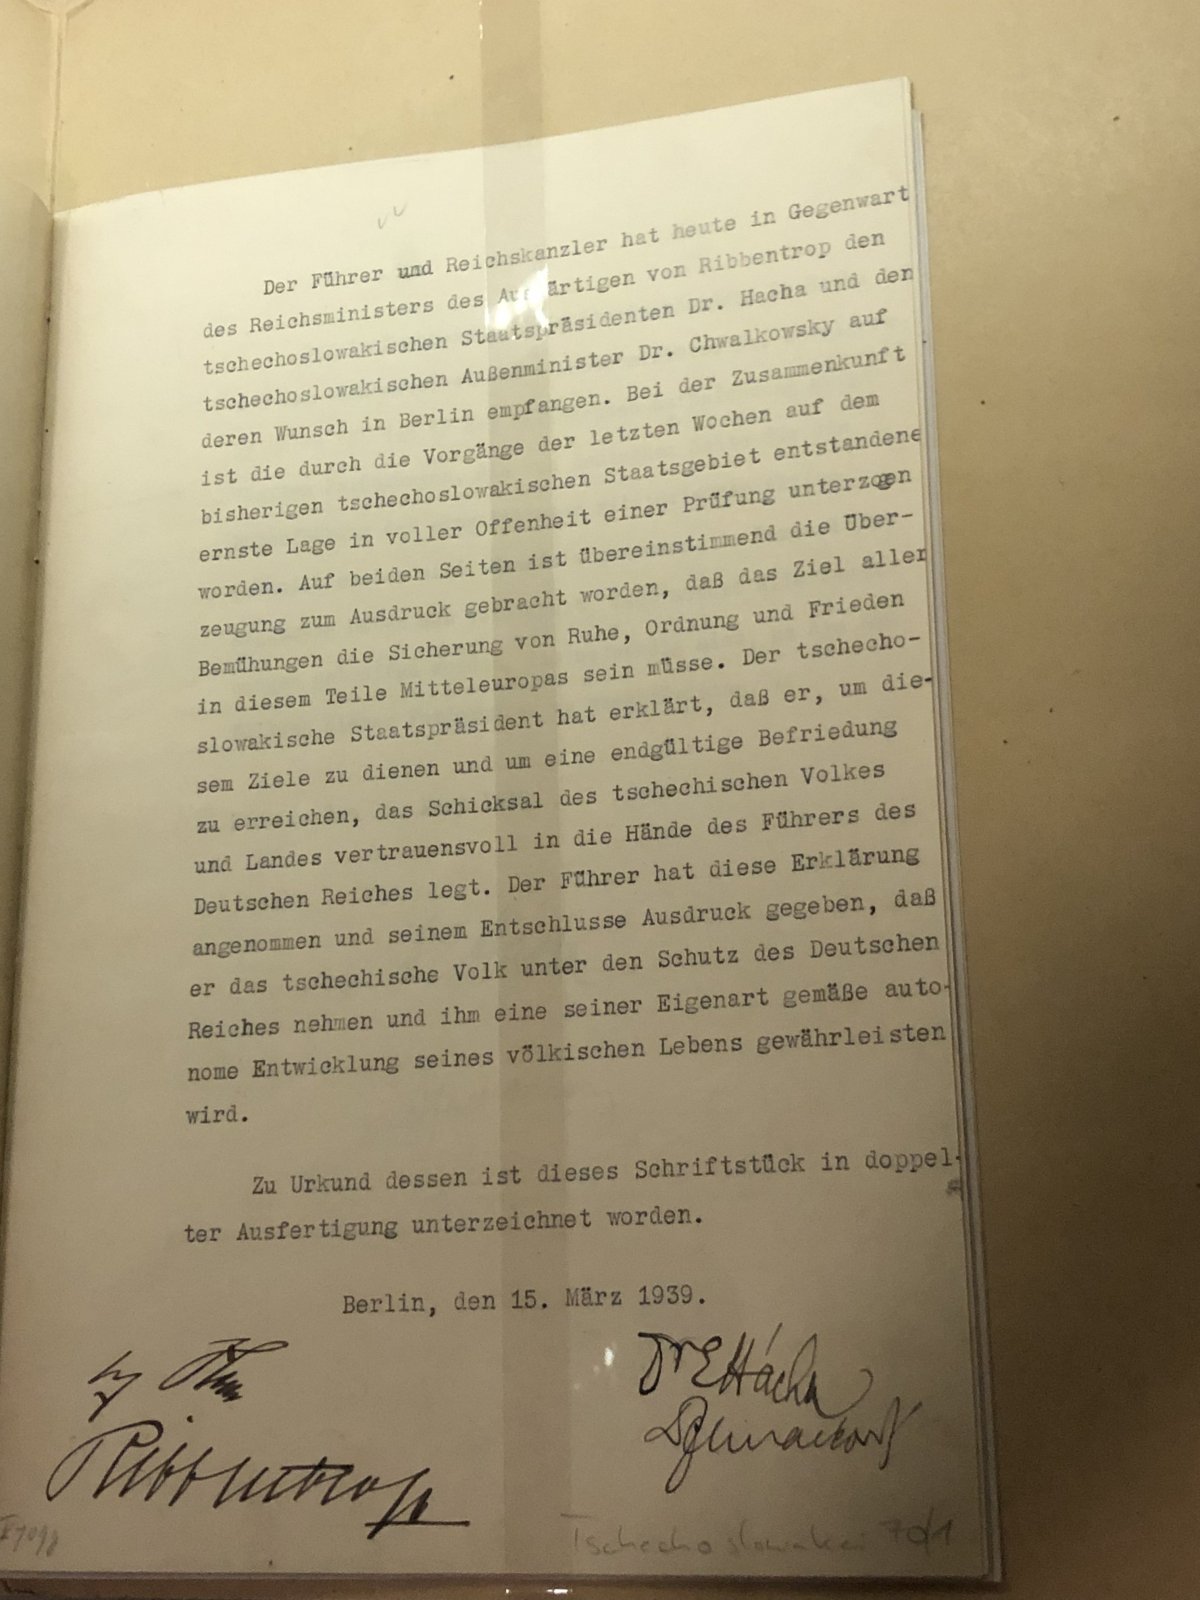 Der Führer und Reichskanzler hat heute in Gegenwart
des Reichsministers des Auswärtigen von Ribbentrop den
tschechoslowakischen Staatspräsidenten Dr. Hacha und den
tschechoslowakischen Außenminister Dr. Chwalkowsky auf
deren Wunsch in Berlin empfangen. Bei der Zusammenkunft
ist die durch die Vorgänge der letzten Wochen auf dem
bisherigen tschechoslowakischen Staatsgebiet entstandene
ernste Lage in voller Offenheit einer Prüfung unterzogen
worden. Auf beiden Seiten ist übereinstimmend die Über-
zeugung zum Ausdruck gebracht worden, daß das Ziel aller
Bemühungen die Sicherung von Ruhe, Ordnung und Frieden
in diesem Teile Mitteleuropas sein müsse. Der tschecho-
slowakische Staatspräsident hat erklärt, daß er, um die-
sem Ziele zu dienen und um eine endgültige Befriedung
zu erreichen, das Schicksal des tschechischen Volkes
und Landes vertrauensvoll in die Hände des Führers des
Deutschen Reiches legt. Der Führer hat diese Erklärung
angenommen und seinem Entschlusse Ausdruck gegeben, daß
er das tschechische Volk unter den Schutz des Deutschen
Reiches nehmen und ihm eine seiner Eigenart gemäße auto-
nome Entwicklung seines völkischen Lebens gewährleisten
wird.
Zu Urkund dessen ist dieses Schriftstück in doppel-
ter Ausfertigung unterzeichnet worden.
Berlin, den 15. März 1939.
Dr E Hácha
Ribbentrop
Tschechoslowakei 70/1